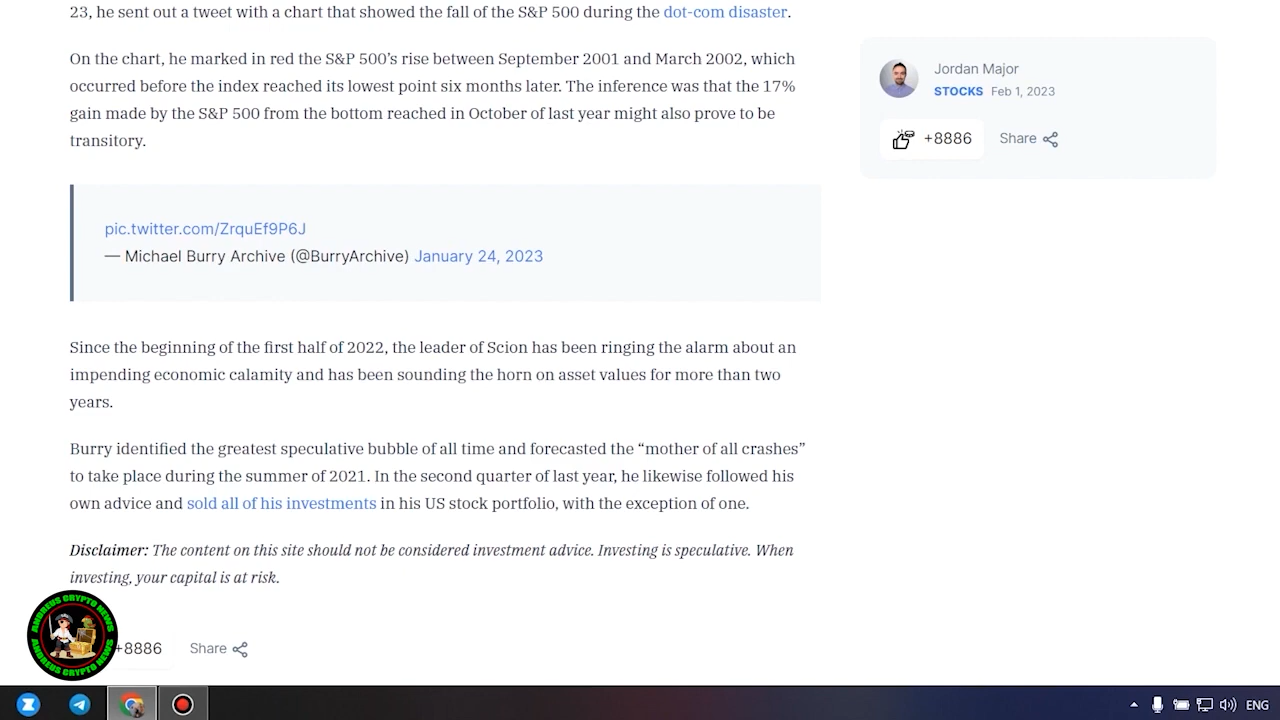 23, he sent out a tweet with a chart that showed the fall of the S&P 500 during the dot-com disaster.
On the chart, he marked in red the S&P 500’s rise between September 2001 and March 2002, which
occurred before the index reached its lowest point six months later. The inference was that the 17%
gain made by the S&P 500 from the bottom reached in October of last year might also prove to be
transitory.
pic.twitter.com/ZrquEf9P6J
— Michael Burry Archive (@BurryArchive) January 24, 2023
Since the beginning of the first half of 2022, the leader of Scion has been ringing the alarm about an
impending economic calamity and has been sounding the horn on asset values for more than two
years.
Burry identified the greatest speculative bubble of all time and forecasted the “mother of all crashes”
to take place during the summer of 2021. In the second quarter of last year, he likewise followed his
own advice and sold all of his investments in his US stock portfolio, with the exception of one.
Disclaimer: The content on this site should not be considered investment advice. Investing is speculative. When
investing, your capital is at risk.
+8886 Share
Jordan Major
STOCKS Feb 1, 2023
+8886 Share
ANDREUS CRYPTO NEWS
ANDREUS CRYPTO NEWS
ENG